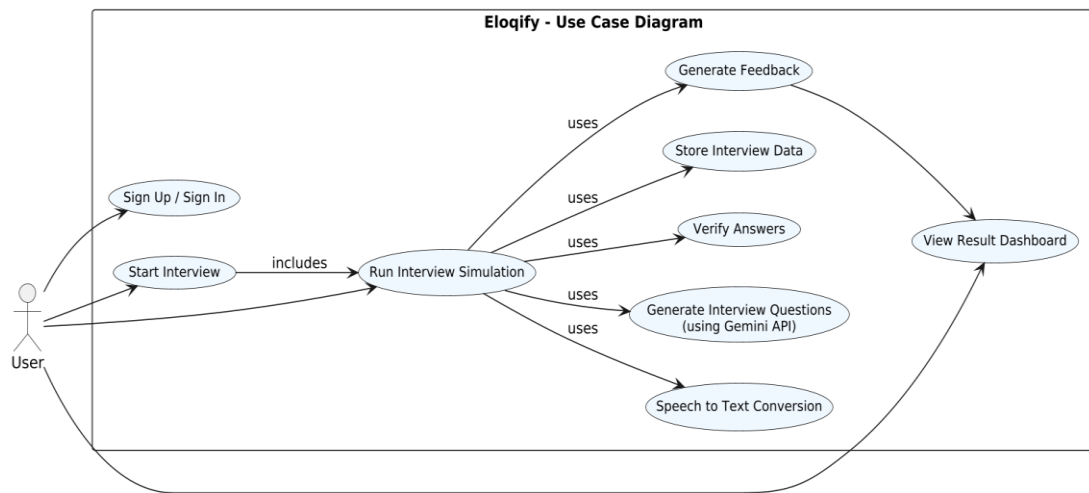 Eloqify - Use Case Diagram
Generate Feedback
uses
Store Interview Data
uses
Sign Up / Sign In
Verify Answers
uses
View Result Dashboard
includes
Start Interview
Run Interview Simulation
uses
Generate Interview Questions
(using Gemini API)
uses
User
Speech to Text Conversion